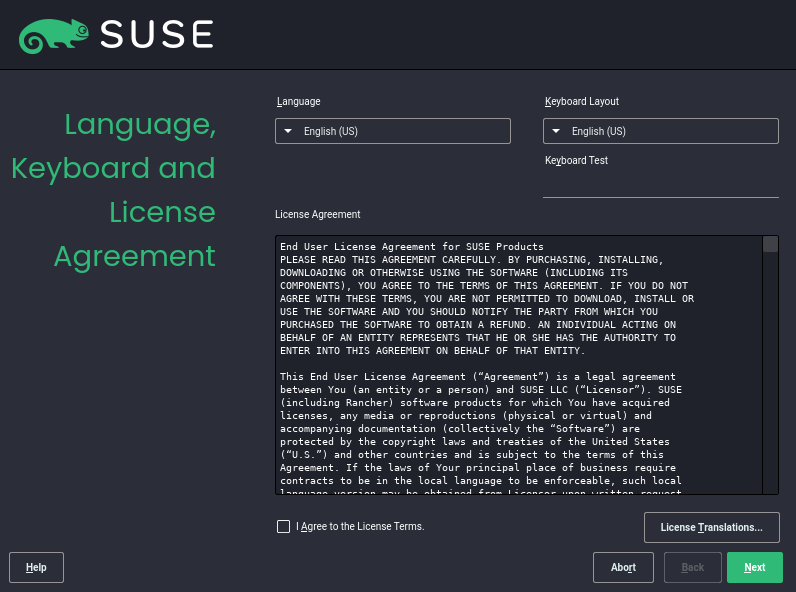 SUSE
Language,
Keyboard and
License
Agreement
Language
Keyboard Layout
English (US)
English (US)
Keyboard Test
License Agreement
End User License Agreement for SUSE Products
PLEASE READ THIS AGREEMENT CAREFULLY. BY PURCHASING, INSTALLING,
DOWNLOADING OR OTHERWISE USING THE SOFTWARE (INCLUDING ITS
COMPONENTS), YOU AGREE TO THE TERMS OF THIS AGREEMENT. IF YOU DO NOT
AGREE WITH THESE TERMS, YOU ARE NOT PERMITTED TO DOWNLOAD, INSTALL OR
USE THE SOFTWARE AND YOU SHOULD NOTIFY THE PARTY FROM WHICH YOU
PURCHASED THE SOFTWARE TO OBTAIN A REFUND. AN INDIVIDUAL ACTING ON
BEHALF OF AN ENTITY REPRESENTS THAT HE OR SHE HAS THE AUTHORITY TO
ENTER INTO THIS AGREEMENT ON BEHALF OF THAT ENTITY.
This End User License Agreement (“Agreement”) is a legal agreement
between You (an entity or a person) and SUSE LLC (“Licensor”). SUSE
(including Rancher) software products for which You have acquired
licenses, any media or reproductions (physical or virtual) and
accompanying documentation (collectively the “Software”) are
protected by the copyright laws and treaties of the United States
(“U.S.”) and other countries and is subject to the terms of this
Agreement. If the laws of Your principal place of business require
contracts to be in the local language to be enforceable, such local
language version may be obtained from Licensor upon written request
I Agree to the License Terms.
License Translations...
Help
Abort
Back
Next